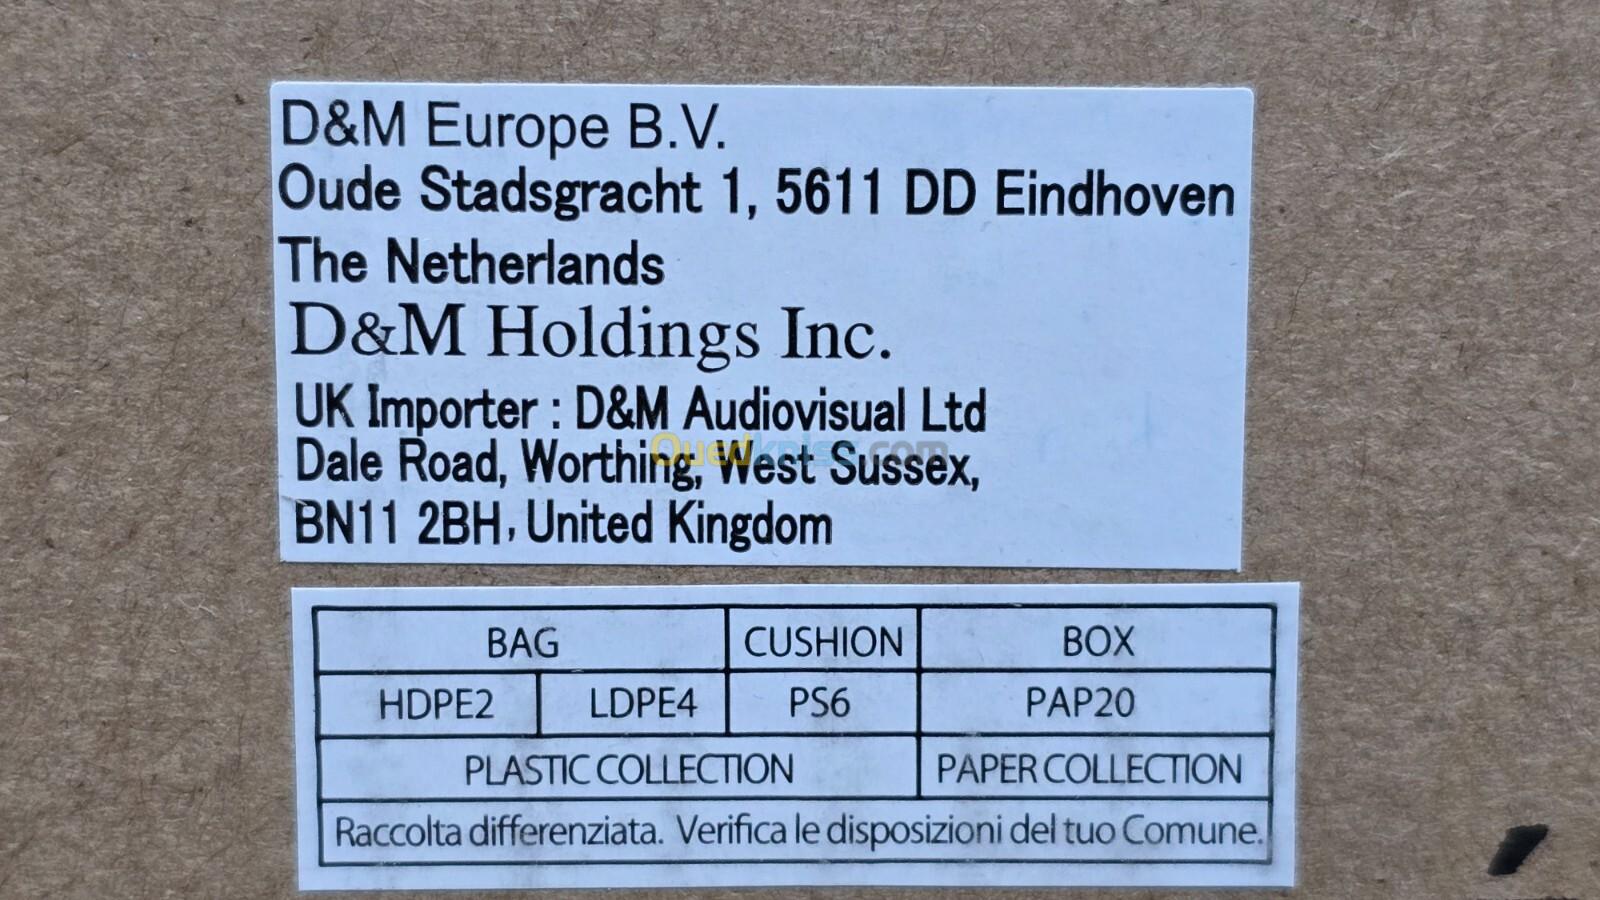 D&M Europe B.V.
Oude Stadsgracht 1, 5611 DD Eindhoven
The Netherlands
D&M Holdings Inc.
UK Importer : D&M Audiovisual Ltd
Ouedkniss.com
Dale Road, Worthing, West Sussex,
BN11 2BH, United Kingdom
BAG CUSHION BOX
HDPE2 LDPE4 PS6 PAP20
PLASTIC COLLECTION PAPER COLLECTION
Raccolta differenziata. Verifica le disposizioni del tuo Comune.